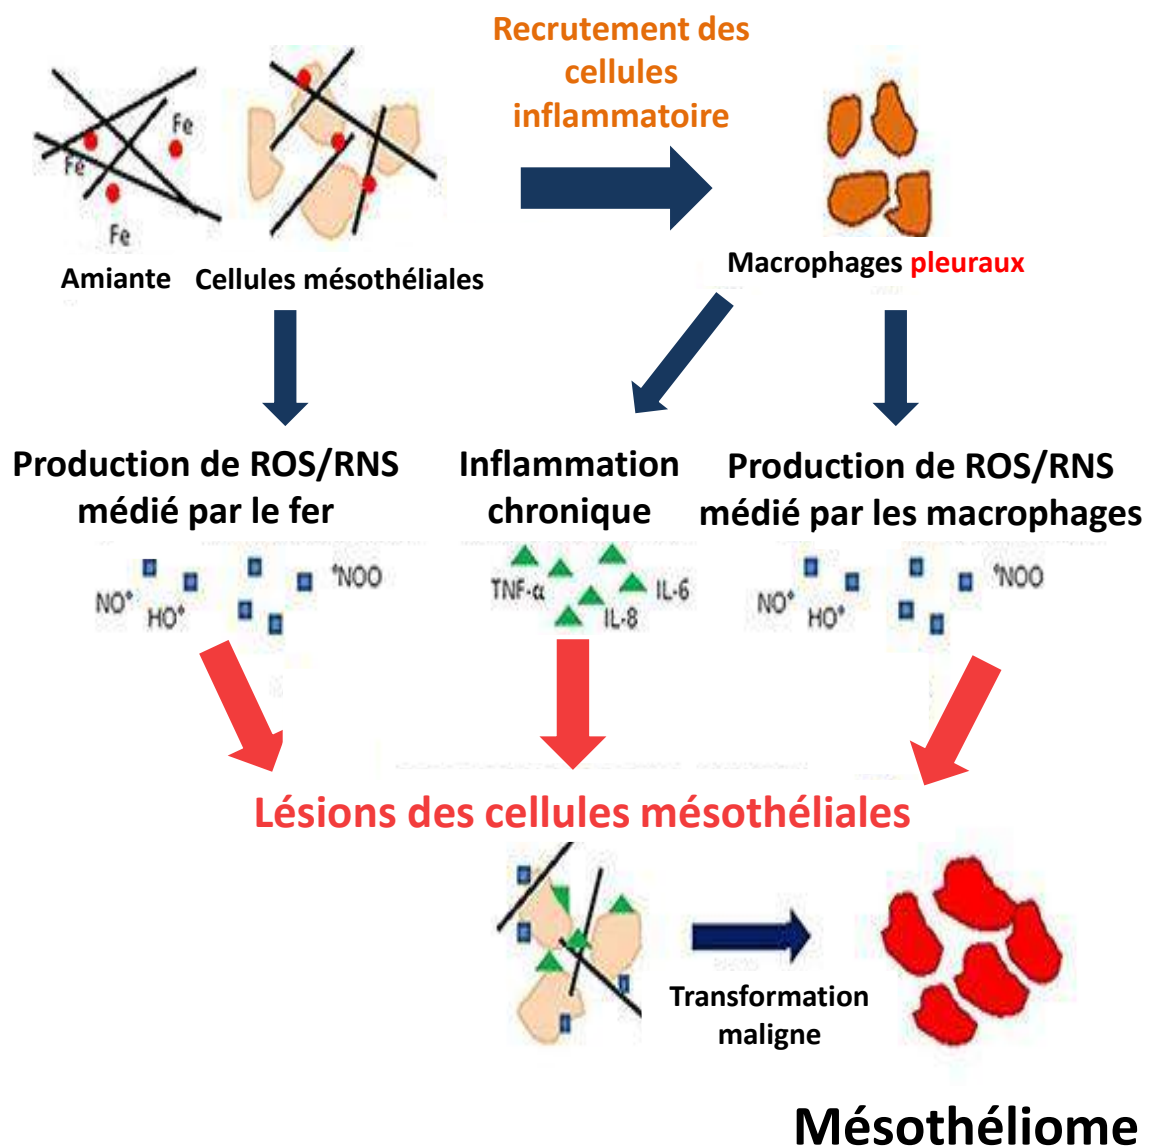 Recrutement des
cellules
inflammatoire
Fe
Fe
Fe
Amiante
Cellules mésothéliales
Macrophages pleuraux
Production de ROS/RNS
médié par le fer
Inflammation
chronique
Production de ROS/RNS
médié par les macrophages
NO°
HO°
°NOO
TNF-α
IL-8
IL-6
NO°
HO°
°NOO
Lésions des cellules mésothéliales
Transformation
maligne
Mésothéliome